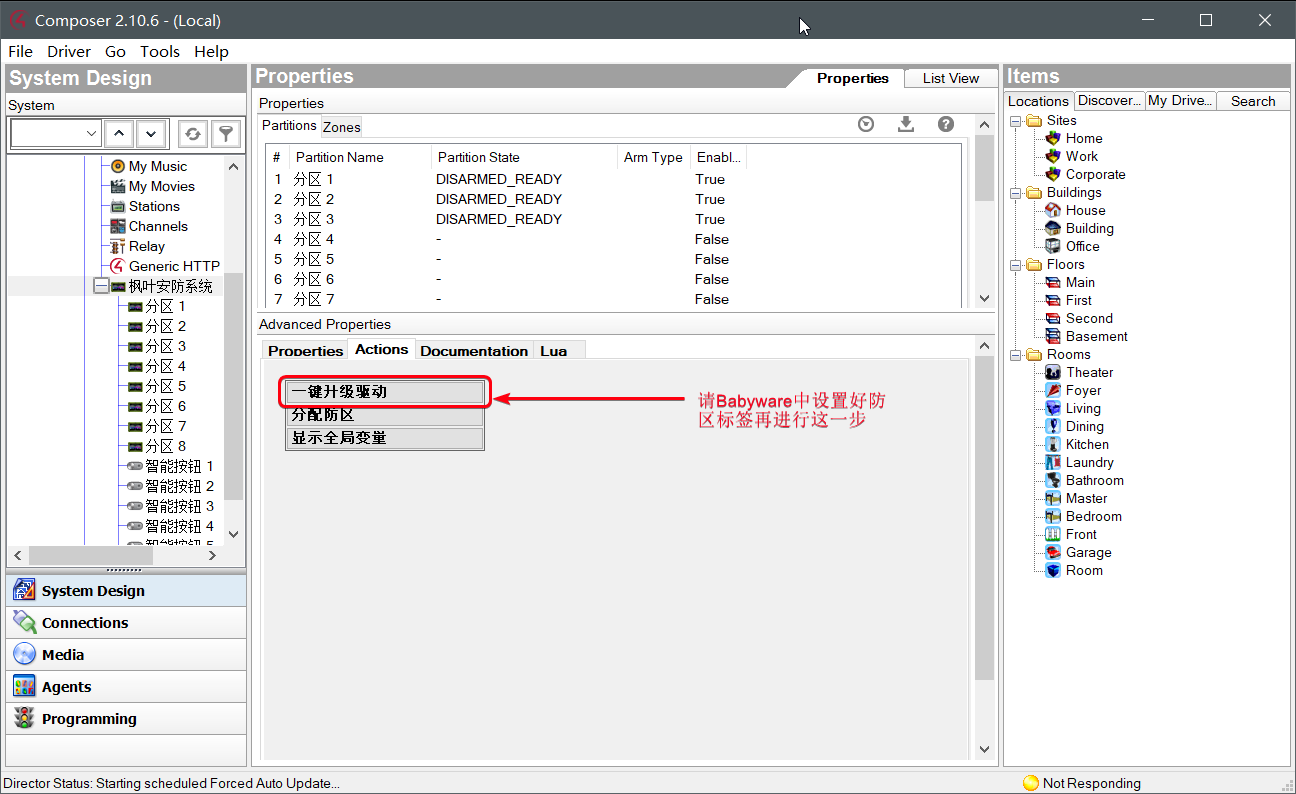 Composer 2.10.6 - (Local)
File Driver Go Tools Help
System Design
System
My Music
My Movies
Stations
Channels
Relay
Generic HTTP
枫叶安防系统
分区 1
分区 2
分区 3
分区 4
分区 5
分区 6
分区 7
分区 8
智能按钮 1
智能按钮 2
智能按钮 3
智能按钮 4
智能按钮 5
System Design
Connections
Media
Agents
Programming
Properties
Properties List View
Properties
Partitions Zones
# Partition Name Partition State Arm Type Enabl...
1 分区 1 DISARMED_READY True
2 分区 2 DISARMED_READY True
3 分区 3 DISARMED_READY True
4 分区 4 - False
5 分区 5 - False
6 分区 6 - False
7 分区 7 - False
Advanced Properties
Properties Actions Documentation Lua
一键升级驱动
分配防区
显示全局变量
请Babyware中设置好防
区标签再进行这一步
Items
Locations Discover... My Drive... Search
Sites
Home
Work
Corporate
Buildings
House
Building
Office
Floors
Main
First
Second
Basement
Rooms
Theater
Foyer
Living
Dining
Kitchen
Laundry
Bathroom
Master
Bedroom
Front
Garage
Room
Director Status: Starting scheduled Forced Auto Update... Not Responding